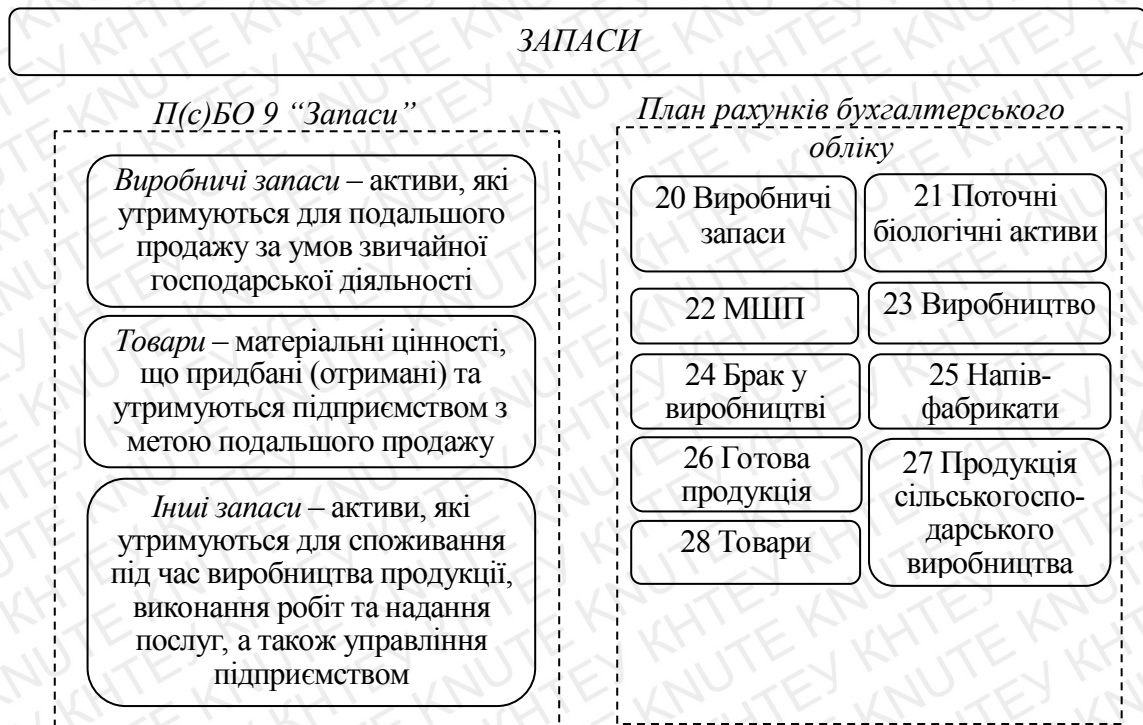 ЗАПАСИ
П(с)БО 9 “Запаси”
Виробничі запаси – активи, які
утримуються для подальшого
продажу за умов звичайної
господарської діяльності
Товари – матеріальні цінності,
що придбані (отримані) та
утримуються підприємством з
метою подальшого продажу
Інші запаси – активи, які
утримуються для споживання
під час виробництва продукції,
виконання робіт та надання
послуг, а також управління
підприємством
План рахунків бухгалтерського
обліку
20 Виробничі
запаси
21 Поточні
біологічні активи
22 МШП
23 Виробництво
24 Брак у
виробництві
25 Напів-
фабрикати
26 Готова
продукція
27 Продукція
сільськогоспо-
дарського
виробництва
28 Товари